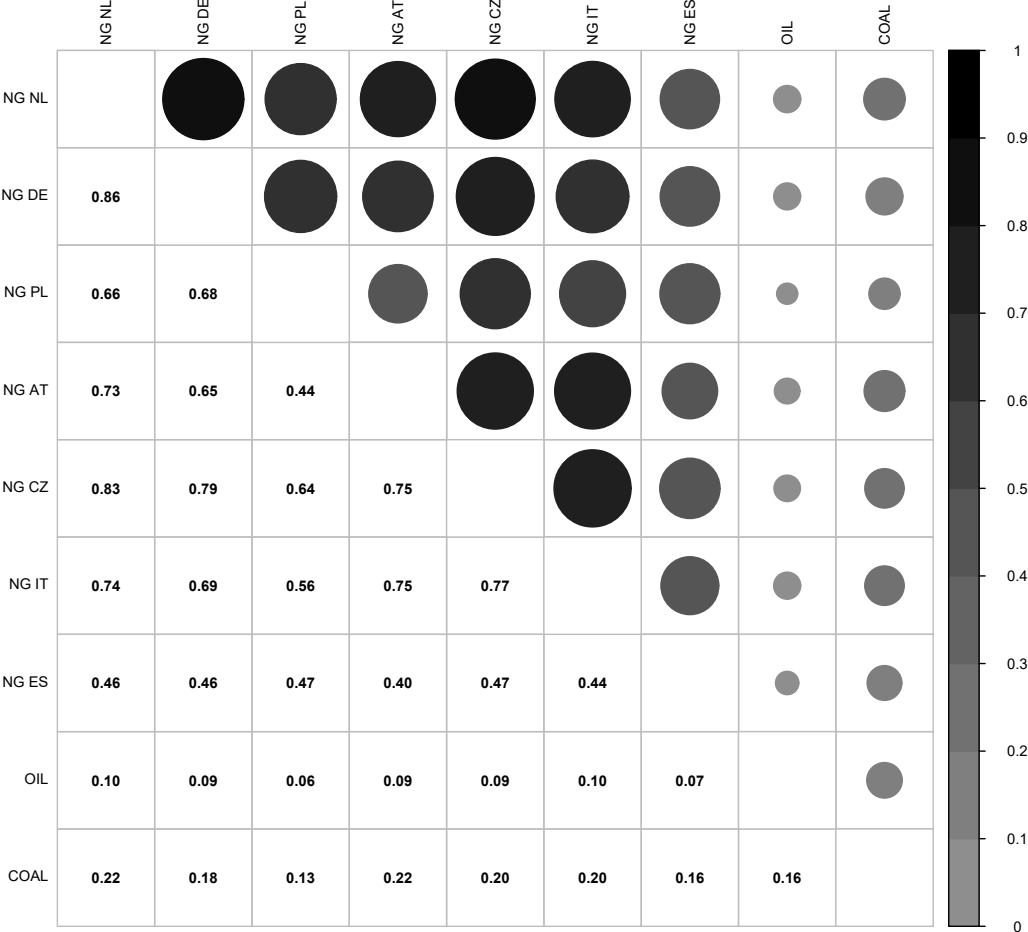 NG NL NG DE NG PL NG AT NG CZ NG IT NG ES OIL COAL
1
NG NL
0.9
NG DE 0.86
0.8
0.7
NG PL 0.66 0.68
0.6
NG AT 0.73 0.65 0.44
0.5
NG CZ 0.83 0.79 0.64 0.75
0.4
NG IT 0.74 0.69 0.56 0.75 0.77
0.3
NG ES 0.46 0.46 0.47 0.40 0.47 0.44
0.2
OIL 0.10 0.09 0.06 0.09 0.09 0.10 0.07
0.1
COAL 0.22 0.18 0.13 0.22 0.20 0.20 0.16 0.16
0